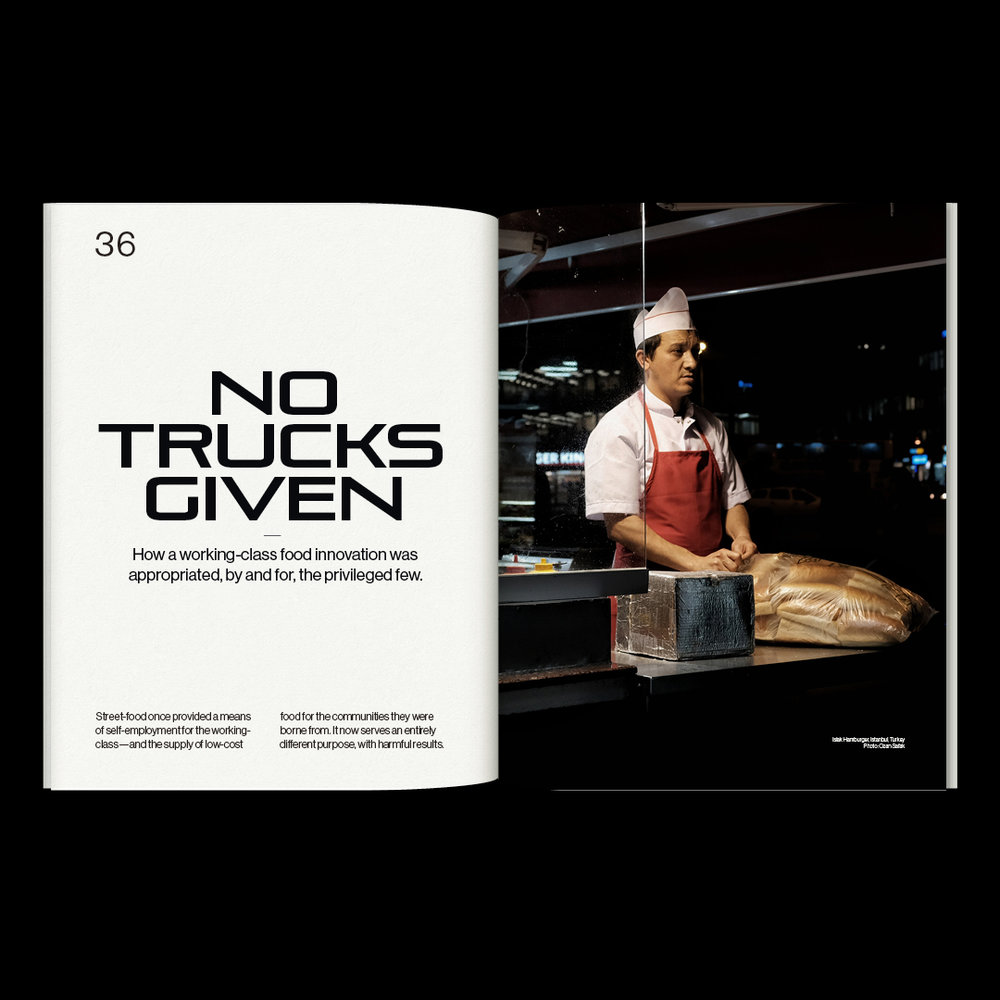 36
NO
TRUCKS
GIVEN
How a working-class food innovation was
appropriated, by and for, the privileged few.
Street-food once provided a means
of self-employment for the working-
class—and the supply of low-cost
food for the communities they were
borne from. It now serves an entirely
different purpose, with harmful results.
GER KIN
Islak Hamburger, Istanbul, Turkey
Photo: Ozan Safak